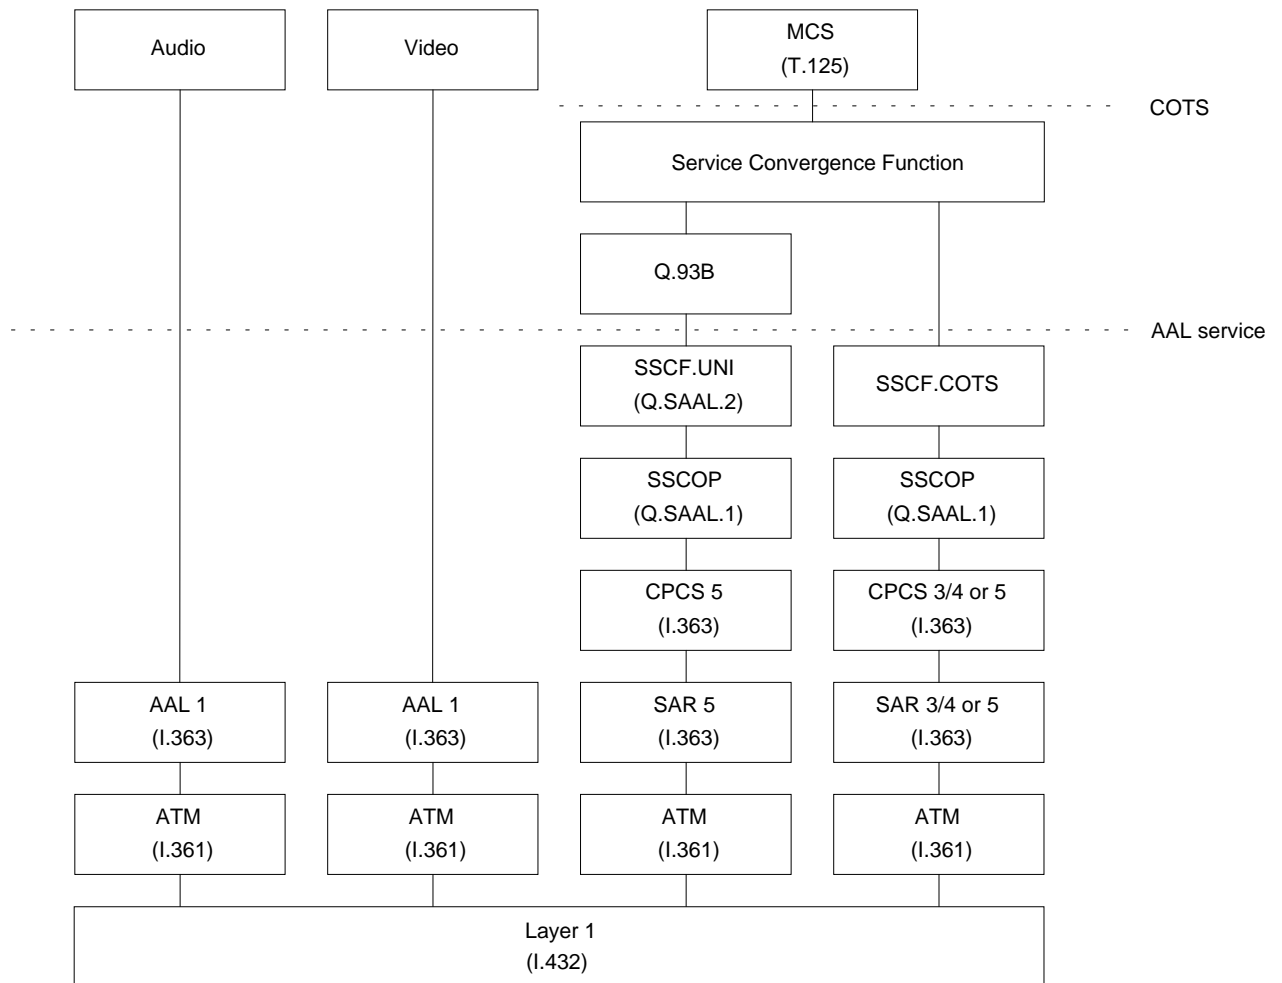 Audio
Video
MCS
(T.125)
COTS
Service Convergence Function
Q.93B
AAL service
SSCF.UNI
(Q.SAAL.2)
SSCF.COTS
SSCOP
(Q.SAAL.1)
SSCOP
(Q.SAAL.1)
CPCS 5
(I.363)
CPCS 3/4 or 5
(I.363)
AAL 1
(I.363)
AAL 1
(I.363)
SAR 5
(I.363)
SAR 3/4 or 5
(I.363)
ATM
(I.361)
ATM
(I.361)
ATM
(I.361)
ATM
(I.361)
Layer 1
(I.432)